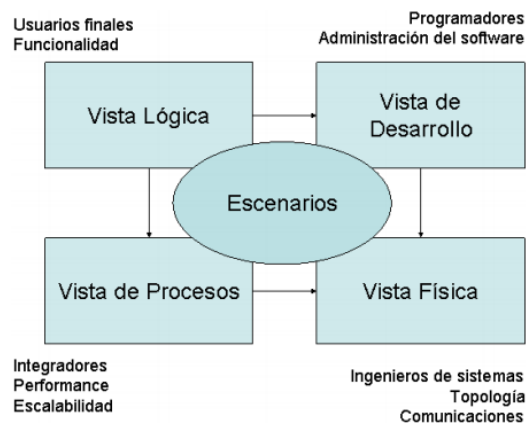 Usuarios finales
Funcionalidad
Programadores
Administración del software
Vista Lógica
Vista de
Desarrollo
Escenarios
Vista de Procesos
Vista Física
Integradores
Performance
Escalabilidad
Ingenieros de sistemas
Topología
Comunicaciones